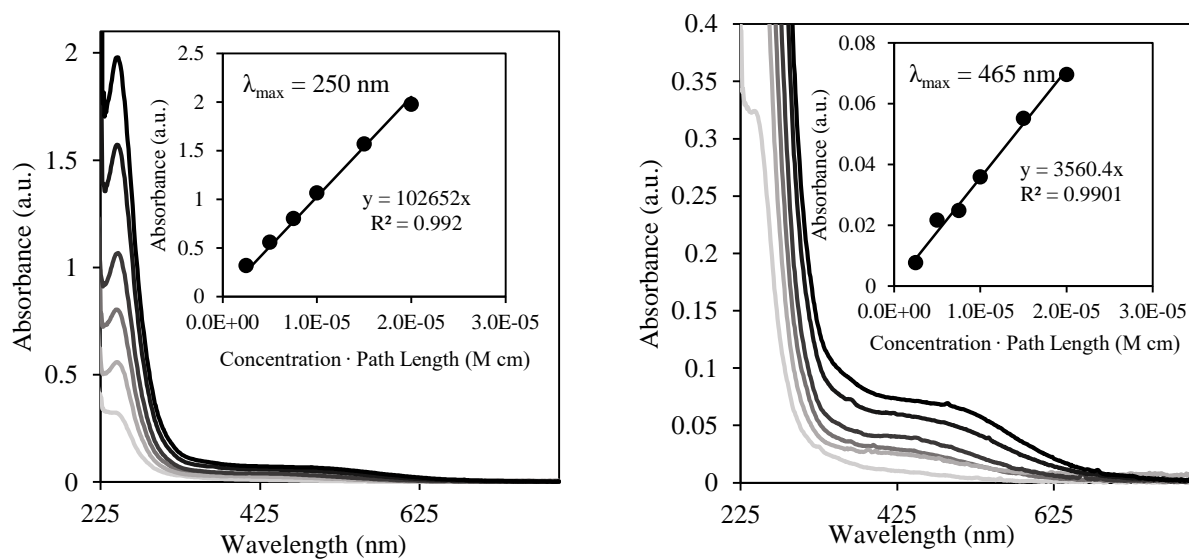 2
1.5
1
0.5
0
Absorbance (a.u.)
225
425
625
Wavelength (nm)
2.5
2
1.5
1
0.5
0
Absorbance (a.u.)
λmax = 250 nm
y = 102652x
R² = 0.992
0.0E+00
1.0E-05
2.0E-05
3.0E-05
Concentration · Path Length (M cm)
0.4
0.35
0.3
0.25
0.2
0.15
0.1
0.05
0
Absorbance (a.u.)
225
425
625
Wavelength (nm)
0.08
0.06
0.04
0.02
0
Absorbance (a.u.)
λmax = 465 nm
y = 3560.4x
R² = 0.9901
0.0E+00
1.0E-05
2.0E-05
3.0E-05
Concentration · Path Length (M cm)